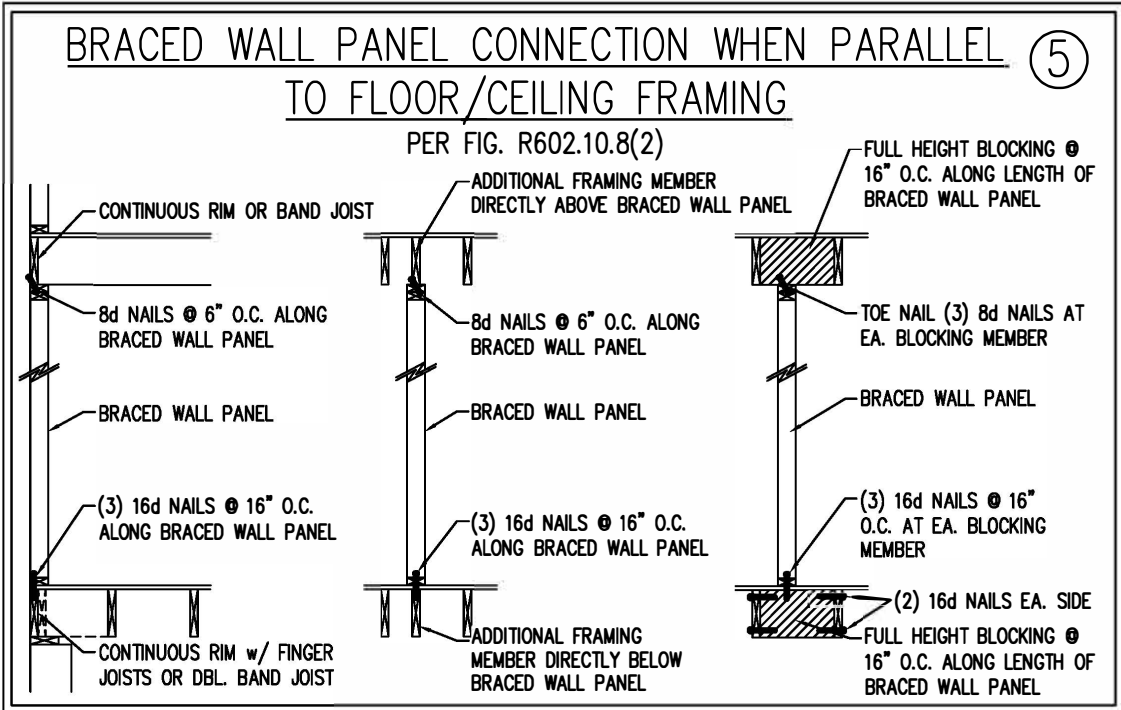 BRACED WALL PANEL CONNECTION WHEN PARALLEL
TO FLOOR/CEILING FRAMING
5
PER FIG. R602.10.8(2)
CONTINUOUS RIM OR BAND JOIST
8d NAILS @ 6" O.C. ALONG
BRACED WALL PANEL
BRACED WALL PANEL
(3) 16d NAILS @ 16" O.C.
ALONG BRACED WALL PANEL
CONTINUOUS RIM w/ FINGER
JOISTS OR DBL. BAND JOIST
ADDITIONAL FRAMING MEMBER
DIRECTLY ABOVE BRACED WALL PANEL
8d NAILS @ 6" O.C. ALONG
BRACED WALL PANEL
BRACED WALL PANEL
(3) 16d NAILS @ 16" O.C.
ALONG BRACED WALL PANEL
ADDITIONAL FRAMING
MEMBER DIRECTLY BELOW
BRACED WALL PANEL
FULL HEIGHT BLOCKING @
16" O.C. ALONG LENGTH OF
BRACED WALL PANEL
TOE NAIL (3) 8d NAILS AT
EA. BLOCKING MEMBER
BRACED WALL PANEL
(3) 16d NAILS @ 16"
O.C. AT EA. BLOCKING
MEMBER
(2) 16d NAILS EA. SIDE
FULL HEIGHT BLOCKING @
16" O.C. ALONG LENGTH OF
BRACED WALL PANEL